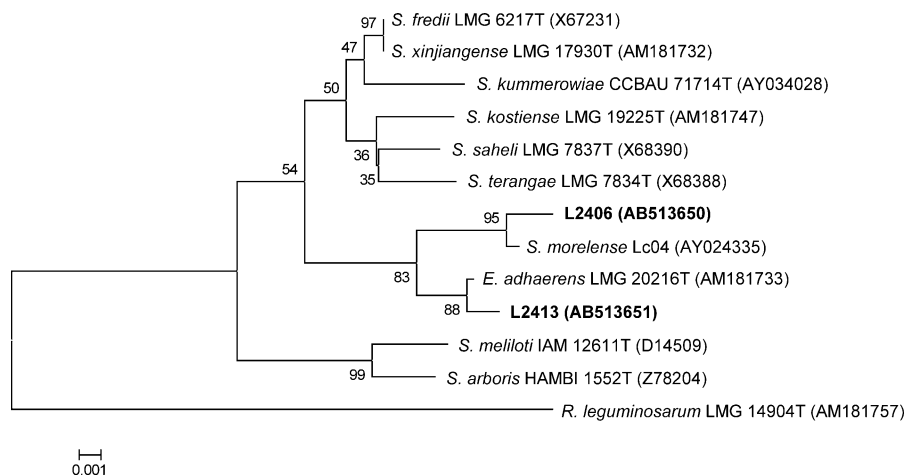 97
S. fredii LMG 6217T (X67231)
S. xinjiangense LMG 17930T (AM181732)
47
S. kummerowiae CCBAU 71714T (AY034028)
50
S. kostiense LMG 19225T (AM181747)
36
S. saheli LMG 7837T (X68390)
35
S. terangae LMG 7834T (X68388)
54
L2406 (AB513650)
95
S. morelense Lc04 (AY024335)
83
E. adhaerens LMG 20216T (AM181733)
88
L2413 (AB513651)
S. meliloti IAM 12611T (D14509)
99
S. arboris HAMBI 1552T (Z78204)
R. leguminosarum LMG 14904T (AM181757)
0.001